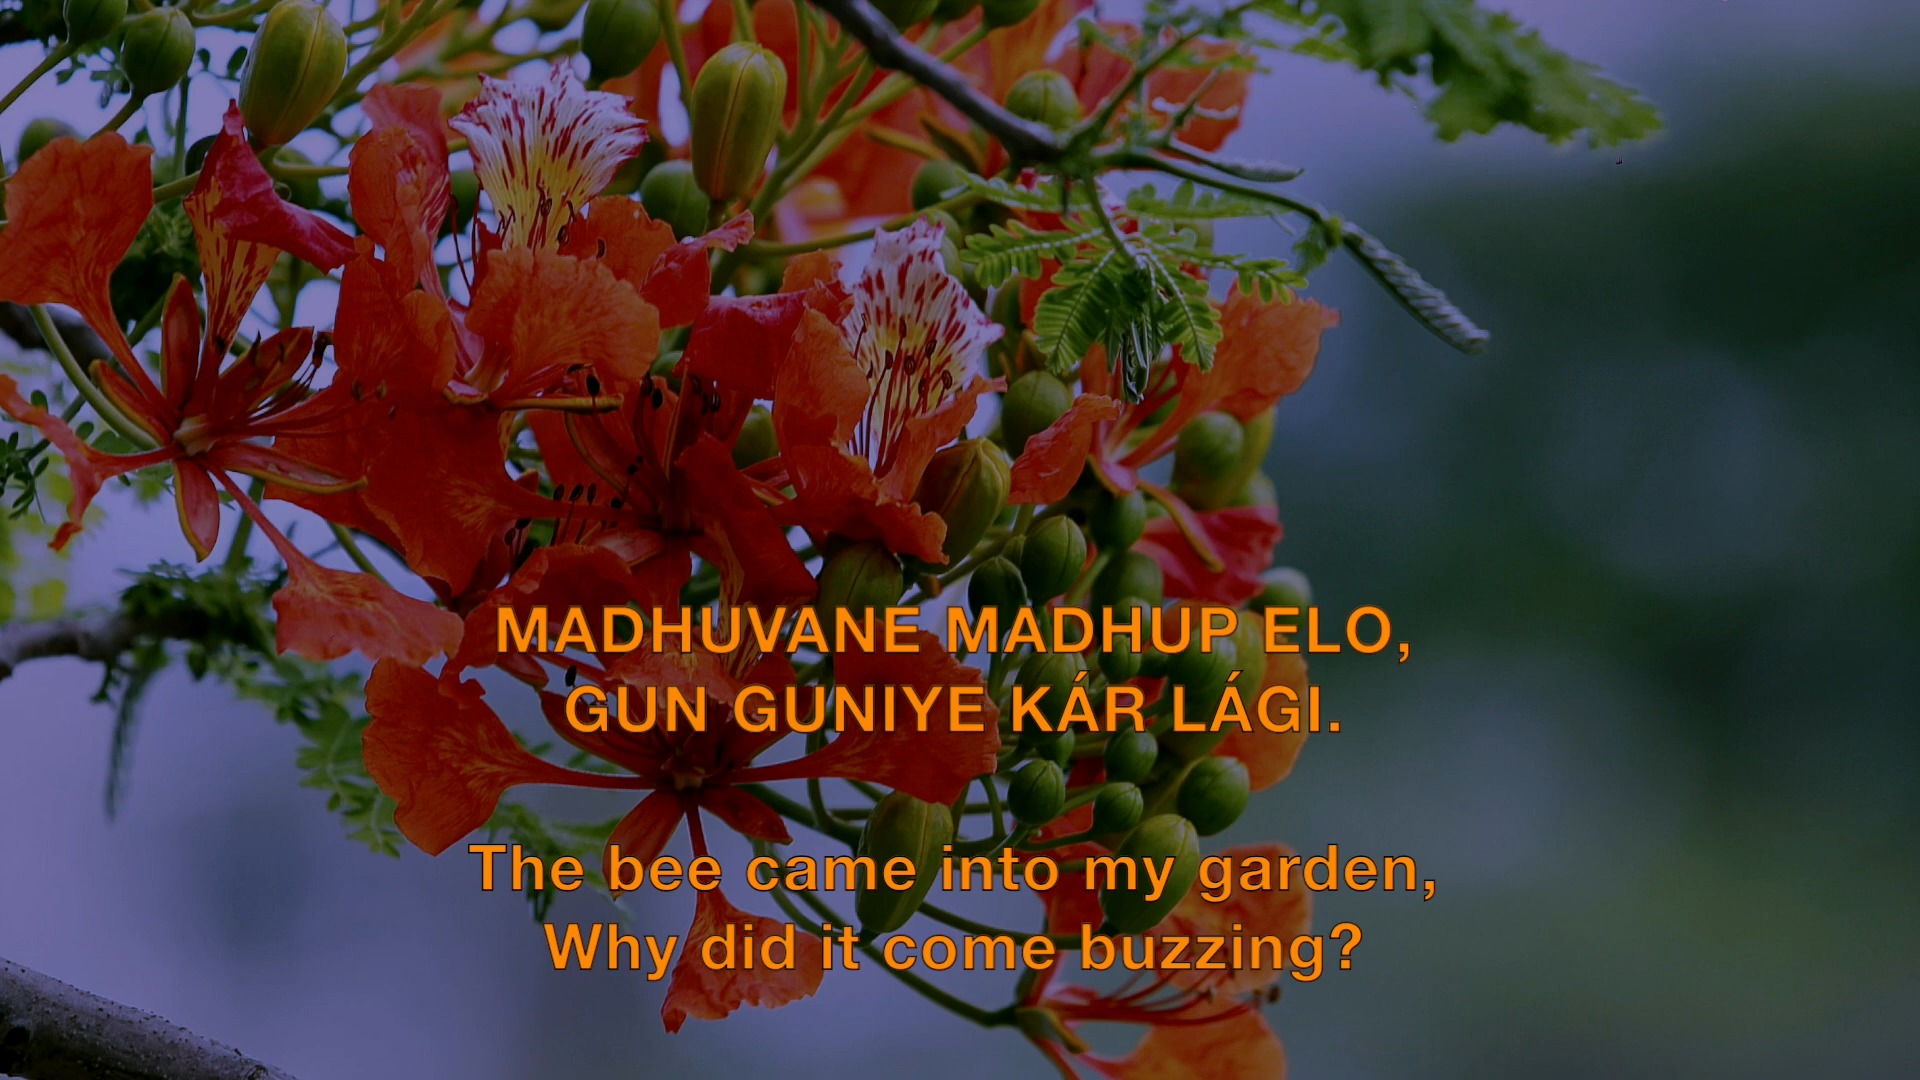 MADHUVANE MADHUP ELO,
GUN GUNIYE KÁR LÁGI.
The bee came into my garden,
Why did it come buzzing?